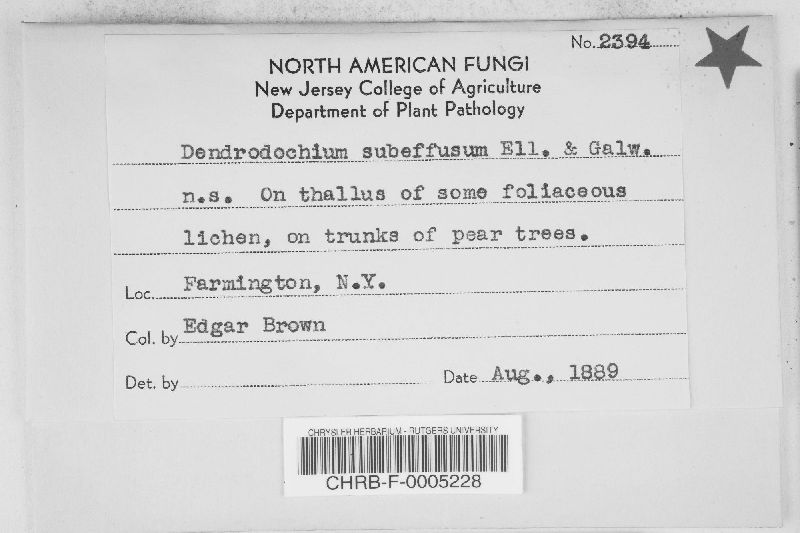 No. 2394
NORTH AMERICAN FUNGI
New Jersey College of Agriculture
Department of Plant Pathology
Dendrodochium subeffusum Ell. & Galw.
n.s. On thallus of some foliaceous
lichen, on trunks of pear trees.
Loc. Farmington, N.Y.
Col. by Edgar Brown
Det. by
Date Aug., 1889
CHRYSLER HERBARIUM - RUTGERS UNIVERSITY
CHRB-F-0005228